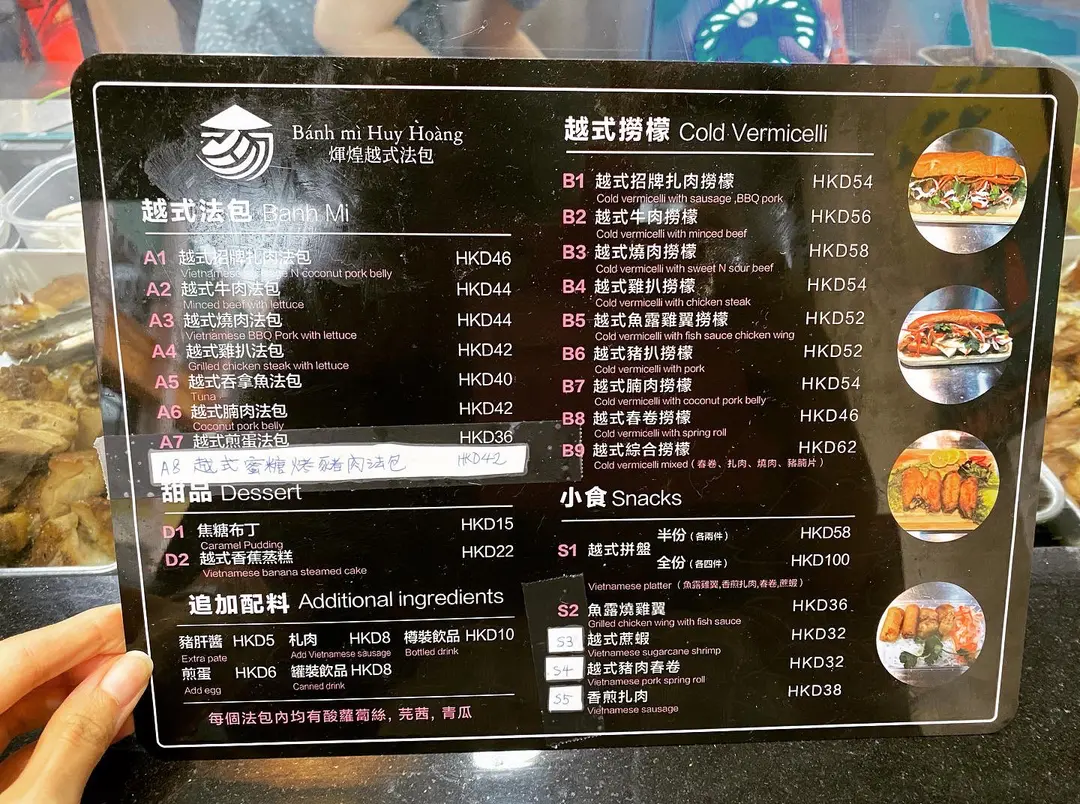 Bánh mì Huy Hoàng
煇煌越式法包
越式法包 Banh Mi
A1 越式招牌扎肉法包 HKD46
Vietnamese sausage N coconut pork belly
A2 越式牛肉法包 HKD44
Minced beef with lettuce
A3 越式燒肉法包 HKD44
Vietnamese BBQ Pork with lettuce
A4 越式雞扒法包 HKD42
Grilled chicken steak with lettuce
A5 越式吞拿魚法包 HKD40
Tuna
A6 越式腩肉法包 HKD42
Coconut pork belly
A7 越式煎蛋法包 HKD36
A8 越式蜜糖烤豬肉法包 HKD42
甜品 Dessert
D1 焦糖布丁 HKD15
Caramel Pudding
D2 越式香蕉蒸糕 HKD22
Vietnamese banana steamed cake
追加配料 Additional ingredients
豬肝醬 HKD5 札肉 HKD8 樽裝飲品 HKD10
Extra pate Add Vietnamese sausage Bottled drink
煎蛋 HKD6 罐裝飲品 HKD8
Add egg Canned drink
每個法包內均有酸蘿蔔絲, 芫茜, 青瓜
越式撈檬 Cold Vermicelli
B1 越式招牌扎肉撈檬 HKD54
Cold vermicelli with sausage ,BBQ pork
B2 越式牛肉撈檬 HKD56
Cold vermicelli with minced beef
B3 越式燒肉撈檬 HKD58
Cold vermicelli with sweet N sour beef
B4 越式雞扒撈檬 HKD54
Cold vermicelli with chicken steak
B5 越式魚露雞翼撈檬 HKD52
Cold vermicelli with fish sauce chicken wing
B6 越式豬扒撈檬 HKD52
Cold vermicelli with pork
B7 越式腩肉撈檬 HKD54
Cold vermicelli with coconut pork belly
B8 越式春卷撈檬 HKD46
Cold vermicelli with spring roll
B9 越式綜合撈檬 HKD62
Cold vermicelli mixed ( 春卷、扎肉、燒肉、豬腩片 )
小食 Snacks
S1 越式拼盤 半份 ( 各兩件 ) HKD58
全份 ( 各四件 ) HKD100
Vietnamese platter ( 魚露雞翼,香煎扎肉,春卷,蔗蝦 )
S2 魚露燒雞翼 HKD36
Grilled chicken wing with fish sauce
S3 越式蔗蝦 HKD32
Vietnamese sugarcane shrimp
S4 越式豬肉春卷 HKD32
Vietnamese pork spring roll
S5 香煎扎肉 HKD38
Vietnamese sausage